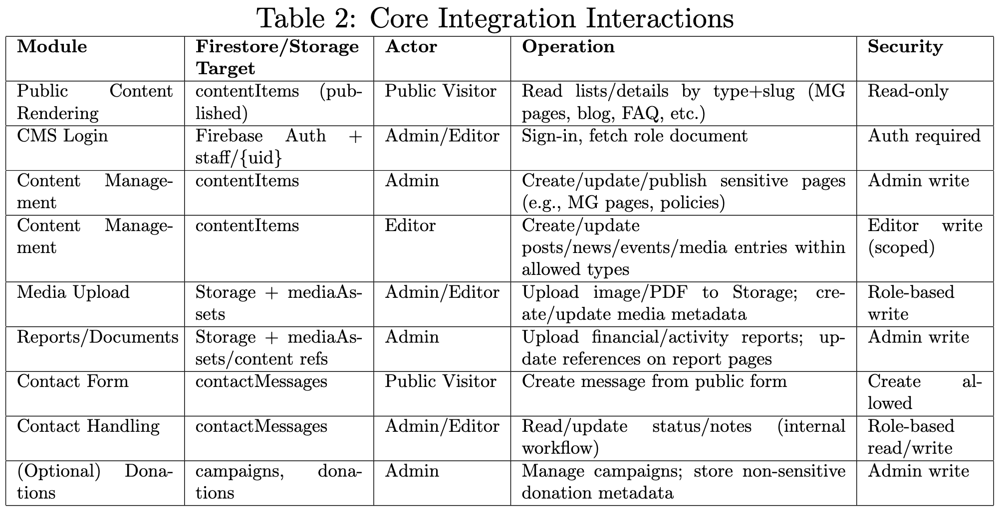 Table 2: Core Integration Interactions
Module Firestore/Storage Target Actor Operation Security
Public Content Rendering contentItems (pub-
lished) Public Visitor Read lists/details by type+slug (MG
pages, blog, FAQ, etc.) Read-only
CMS Login Firebase Auth +
staff/{uid} Admin/Editor Sign-in, fetch role document Auth required
Content Manage-
ment contentItems Admin Create/update/publish sensitive pages
(e.g., MG pages, policies) Admin write
Content Manage-
ment contentItems Editor Create/update
posts/news/events/media entries within
allowed types Editor write
(scoped)
Media Upload Storage + mediaAs-
sets Admin/Editor Upload image/PDF to Storage; cre-
ate/update media metadata Role-based
write
Reports/Documents Storage + mediaAs-
sets/content refs Admin Upload financial/activity reports; up-
date references on report pages Admin write
Contact Form contactMessages Public Visitor Create message from public form Create al-
lowed
Contact Handling contactMessages Admin/Editor Read/update status/notes (internal
workflow) Role-based
read/write
(Optional) Dona-
tions campaigns, dona-
tions Admin Manage campaigns; store non-sensitive
donation metadata Admin write